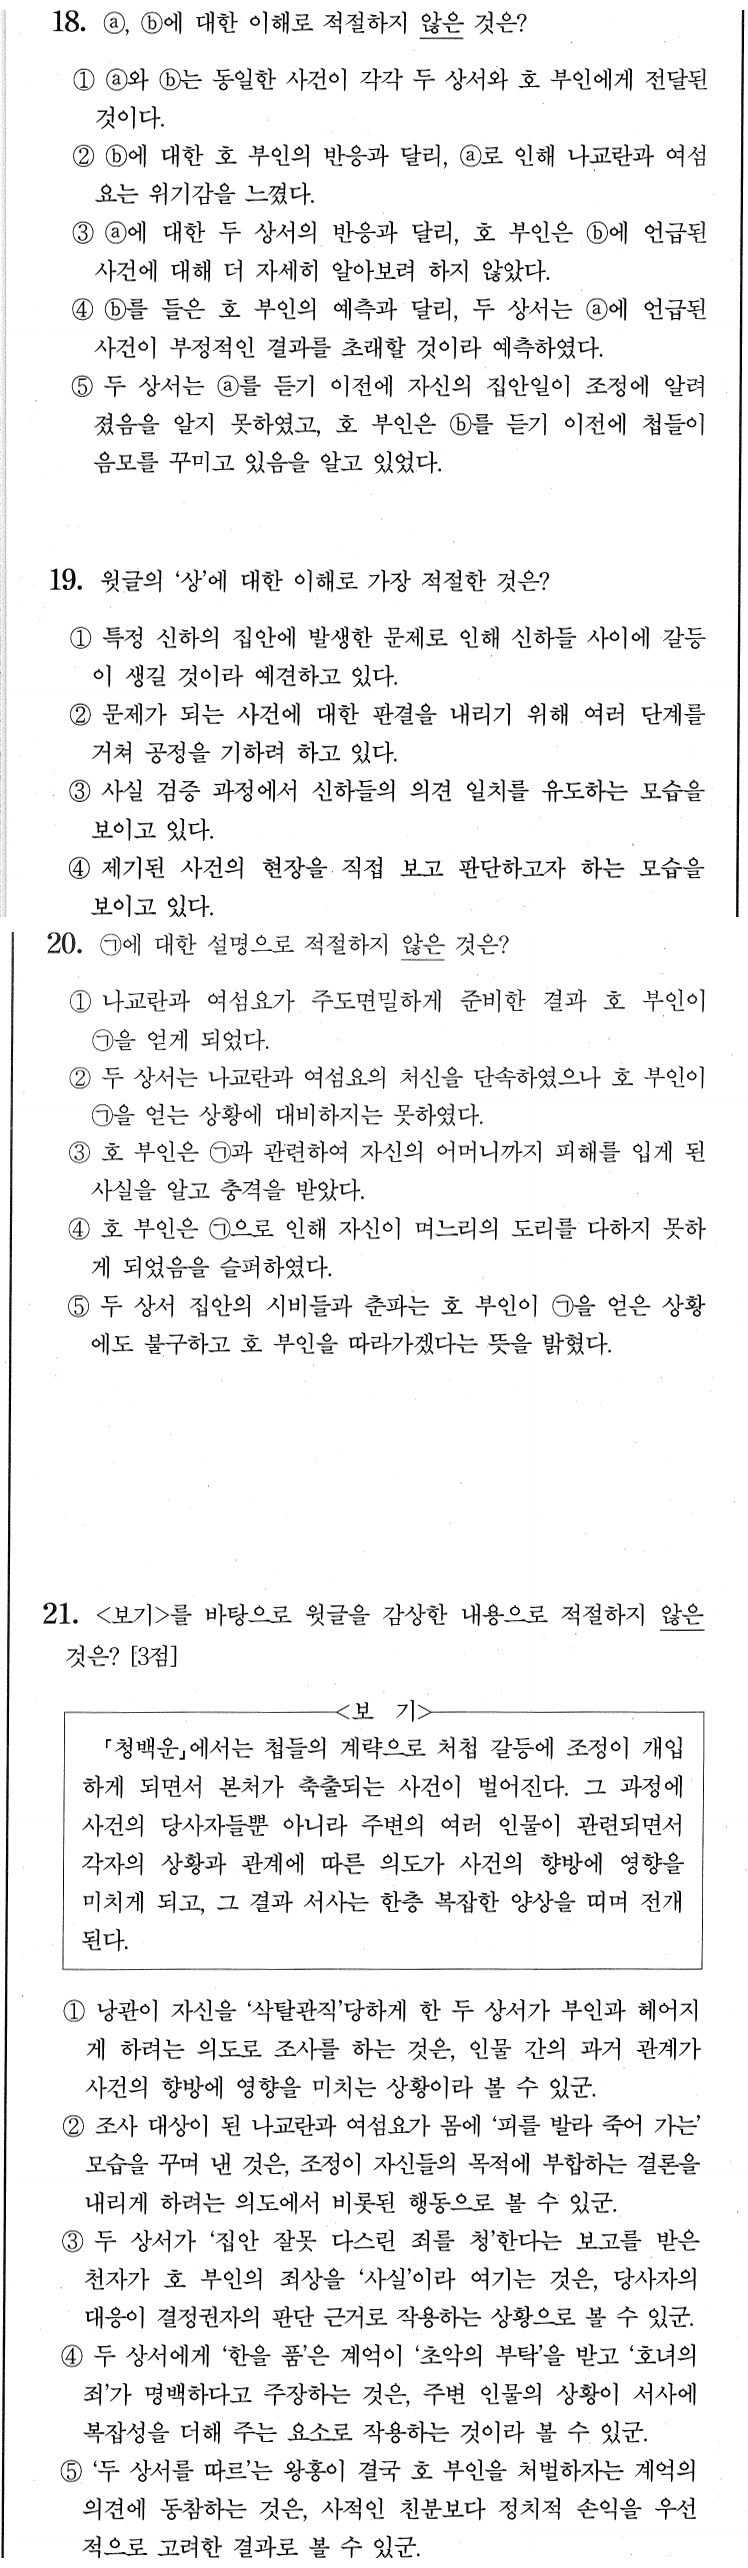 18. ⓐ, ⓑ에 대한 이해로 적절하지 않은 것은?
① ⓐ와 ⓑ는 동일한 사건이 각각 두 상서와 호 부인에게 전달된
것이다.
② ⓑ에 대한 호 부인의 반응과 달리, ⓐ로 인해 나교란과 여섬
요는 위기감을 느꼈다.
③ ⓐ에 대한 두 상서의 반응과 달리, 호 부인은 ⓑ에 언급된
사건에 대해 더 자세히 알아보려 하지 않았다.
④ ⓑ를 들은 호 부인의 예측과 달리, 두 상서는 ⓐ에 언급된
사건이 부정적인 결과를 초래할 것이라 예측하였다.
⑤ 두 상서는 ⓐ를 듣기 이전에 자신의 집안일이 조정에 알려
졌음을 알지 못하였고, 호 부인은 ⓑ를 듣기 이전에 첩들이
음모를 꾸미고 있음을 알고 있었다.
19. 윗글의 ‘상’에 대한 이해로 가장 적절한 것은?
① 특정 신하의 집안에 발생한 문제로 인해 신하들 사이에 갈등
이 생길 것이라 예견하고 있다.
② 문제가 되는 사건에 대한 판결을 내리기 위해 여러 단계를
거쳐 공정을 기하려 하고 있다.
③ 사실 검증 과정에서 신하들의 의견 일치를 유도하는 모습을
보이고 있다.
④ 제기된 사건의 현장을 직접 보고 판단하고자 하는 모습을
보이고 있다.
20. ㉠에 대한 설명으로 적절하지 않은 것은?
① 나교란과 여섬요가 주도면밀하게 준비한 결과 호 부인이
㉠을 얻게 되었다.
② 두 상서는 나교란과 여섬요의 처신을 단속하였으나 호 부인이
㉠을 얻는 상황에 대비하지는 못하였다.
③ 호 부인은 ㉠과 관련하여 자신의 어머니까지 피해를 입게 된
사실을 알고 충격을 받았다.
④ 호 부인은 ㉠으로 인해 자신이 며느리의 도리를 다하지 못하
게 되었음을 슬퍼하였다.
⑤ 두 상서 집안의 시비들과 춘파는 호 부인이 ㉠을 얻은 상황
에도 불구하고 호 부인을 따라가겠다는 뜻을 밝혔다.
21. <보기>를 바탕으로 윗글을 감상한 내용으로 적절하지 않은
것은? [3점]
<보 기>
「청백운」에서는 첩들의 계략으로 처첩 갈등에 조정이 개입
하게 되면서 본처가 축출되는 사건이 벌어진다. 그 과정에
사건의 당사자들뿐 아니라 주변의 여러 인물이 관련되면서
각자의 상황과 관계에 따른 의도가 사건의 향방에 영향을
미치게 되고, 그 결과 서사는 한층 복잡한 양상을 띠며 전개
된다.
① 낭관이 자신을 ‘삭탈관직’당하게 한 두 상서가 부인과 헤어지
게 하려는 의도로 조사를 하는 것은, 인물 간의 과거 관계가
사건의 향방에 영향을 미치는 상황이라 볼 수 있군.
② 조사 대상이 된 나교란과 여섬요가 몸에 ‘피를 발라 죽어 가는’
모습을 꾸며 낸 것은, 조정이 자신들의 목적에 부합하는 결론을
내리게 하려는 의도에서 비롯된 행동으로 볼 수 있군.
③ 두 상서가 ‘집안 잘못 다스린 죄를 청’한다는 보고를 받은
천자가 호 부인의 죄상을 ‘사실’이라 여기는 것은, 당사자의
대응이 결정권자의 판단 근거로 작용하는 상황으로 볼 수 있군.
④ 두 상서에게 ‘한을 품’은 계억이 ‘초악의 부탁’을 받고 ‘호녀의
죄’가 명백하다고 주장하는 것은, 주변 인물의 상황이 서사에
복잡성을 더해 주는 요소로 작용하는 것이라 볼 수 있군.
⑤ ‘두 상서를 따르’는 왕홍이 결국 호 부인을 처벌하자는 계억의
의견에 동참하는 것은, 사적인 친분보다 정치적 손익을 우선
적으로 고려한 결과로 볼 수 있군.